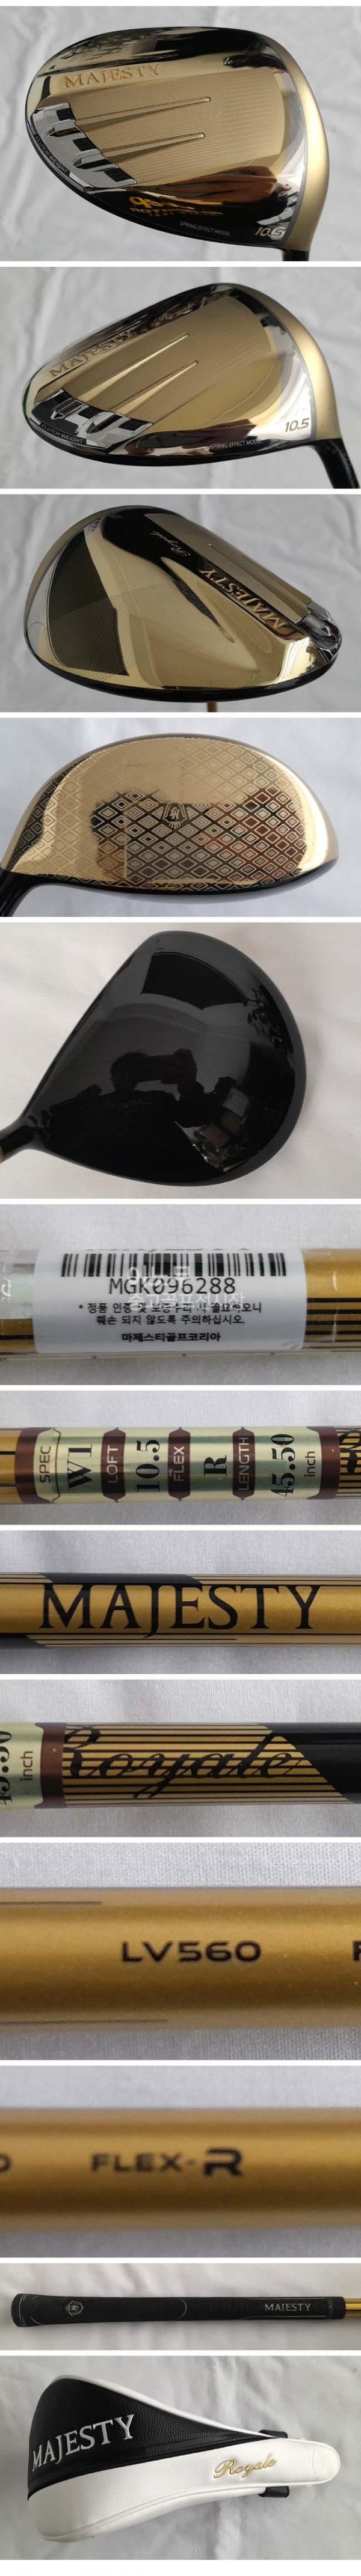 MAJESTY
SPRING EFFECT MODEL
10.5
MAJESTY
SPRING EFFECT MODEL
10.5
MAJESTY
Royale
MGK096288
* 정품 인증 및 보증수리 시 필요하오니
훼손 되지 않도록 주의하십시오.
마제스티골프코리아
SPEC W1 LOFT 10.5 FLEX R LENGTH 45.50 inch
MAJESTY
inch Royale
LV560
FLEX-R
MAJESTY
MAJESTY
Royale